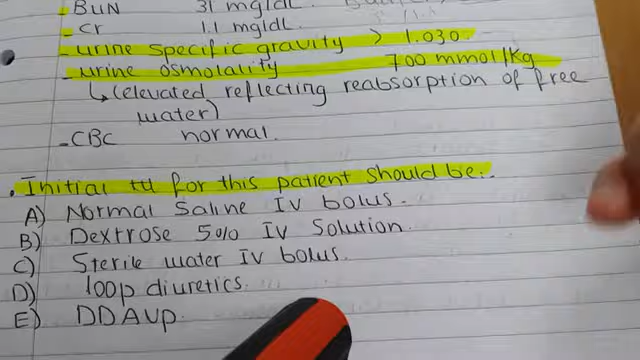 - BUN 31 mg/dL
- Cr 1.1 mg/dL
- urine specific gravity > 1.030.
- urine osmolality 700 mmol/kg
↳ (elevated reflecting reabsorption of free
water)
- CBC normal.
. Initial ttt for this patient should be:-
A) Normal Saline IV bolus.
B) Dextrose 5% IV Solution.
C) Sterile water IV bolus.
D) loop diuretics.
E) DDAVP.